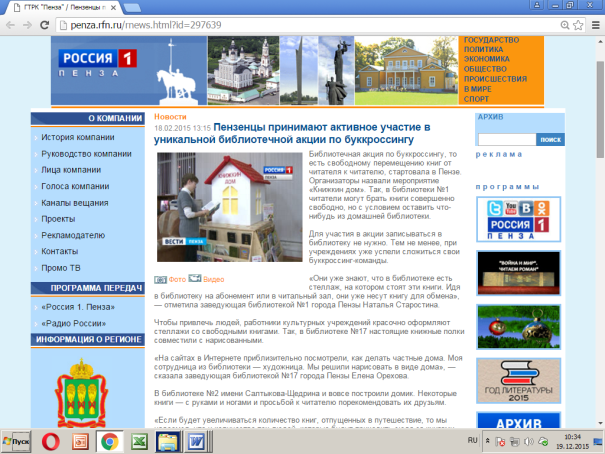 ГТРК "Пенза" / Пензенцы п
penza.rfn.ru/rnews.html?id=297639
РОССИЯ 1
ПЕНЗА
ГОСУДАРСТВО
ПОЛИТИКА
ЭКОНОМИКА
ОБЩЕСТВО
ПРОИСШЕСТВИЯ
В МИРЕ
СПОРТ
О КОМПАНИИ
История компании
Руководство компании
Лица компании
Голоса компании
Каналы вещания
Проекты
Рекламодателю
Контакты
Промо ТВ
ПРОГРАММА ПЕРЕДАЧ
«Россия 1. Пенза»
«Радио России»
ИНФОРМАЦИЯ О РЕГИОНЕ
Новости
18.02.2015 13:15 Пензенцы принимают активное участие в
уникальной библиотечной акции по буккроссингу
КНИЖКИН
ДОМ
РОССИЯ 1
ВЕСТИ ПЕНЗА
Фото Видео
Библиотечная акция по буккроссингу, то
есть свободному перемещению книг от
читателя к читателю, стартовала в Пензе.
Организаторы назвали мероприятие
«Книжкин дом». Так, в библиотеки №1
читатели могут брать книги совершенно
свободно, но с условием оставить что-
нибудь из домашней библиотеки.
Для участия в акции записываться в
библиотеку не нужно. Тем не менее, при
учреждениях уже успели сложиться свои
буккроссинг-команды.
«Они уже знают, что в библиотеке есть
стеллаж, на котором стоят эти книги. Идя
в библиотеку на абонемент или в читальный зал, они уже несут книгу для обмена»,
— отметила заведующая библиотекой №1 города Пензы Наталья Старостина.
Чтобы привлечь людей, работники культурных учреждений красочно оформляют
стеллажи со свободными книгами. Так, в библиотеке №17 настоящие книжные полки
совместили с нарисованными.
«На сайтах в Интернете приблизительно посмотрели, как делать частные дома. Моя
сотрудница из библиотеки — художница. Мы решили нарисовать в виде дома», —
сказала заведующая библиотекой №17 города Пензы Елена Орехова.
В библиотеке №2 имени Салтыкова-Щедрина и вовсе построили домик. Некоторые
книги — с руками и ногами и просьбой к читателю порекомендовать их друзьям.
«Если будет увеличиваться количество книг, отпущенных в путешествие, то мы
АРХИВ
ПОИСК
реклама
программы
You Tube
РОССИЯ 1
ПЕНЗА
"ВОЙНА И МИР".
ЧИТАЕМ РОМАН
ГОД ЛИТЕРАТУРЫ
2015
АРХИВ
Пуск
RU
10:34
19.12.2015